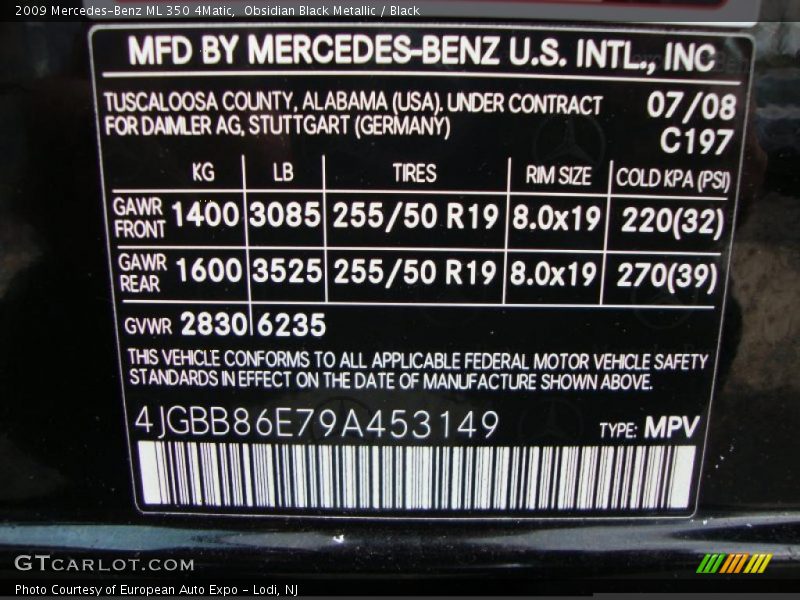 2009 Mercedes-Benz ML 350 4Matic,  Obsidian Black Metallic / Black
MFD BY MERCEDES-BENZ U.S. INTL., INC
TUSCALOOSA COUNTY, ALABAMA (USA). UNDER CONTRACT 07/08
FOR DAIMLER AG, STUTTGART (GERMANY) C197
KG LB TIRES RIM SIZE COLD KPA (PSI)
GAWR FRONT 1400 3085 255/50 R19 8.0x19 220(32)
GAWR REAR 1600 3525 255/50 R19 8.0x19 270(39)
GVWR 2830 6235
THIS VEHICLE CONFORMS TO ALL APPLICABLE FEDERAL MOTOR VEHICLE SAFETY
STANDARDS IN EFFECT ON THE DATE OF MANUFACTURE SHOWN ABOVE.
4JGBB86E79A453149 TYPE: MPV
GTCARLOT.COM
Photo Courtesy of European Auto Expo - Lodi, NJ